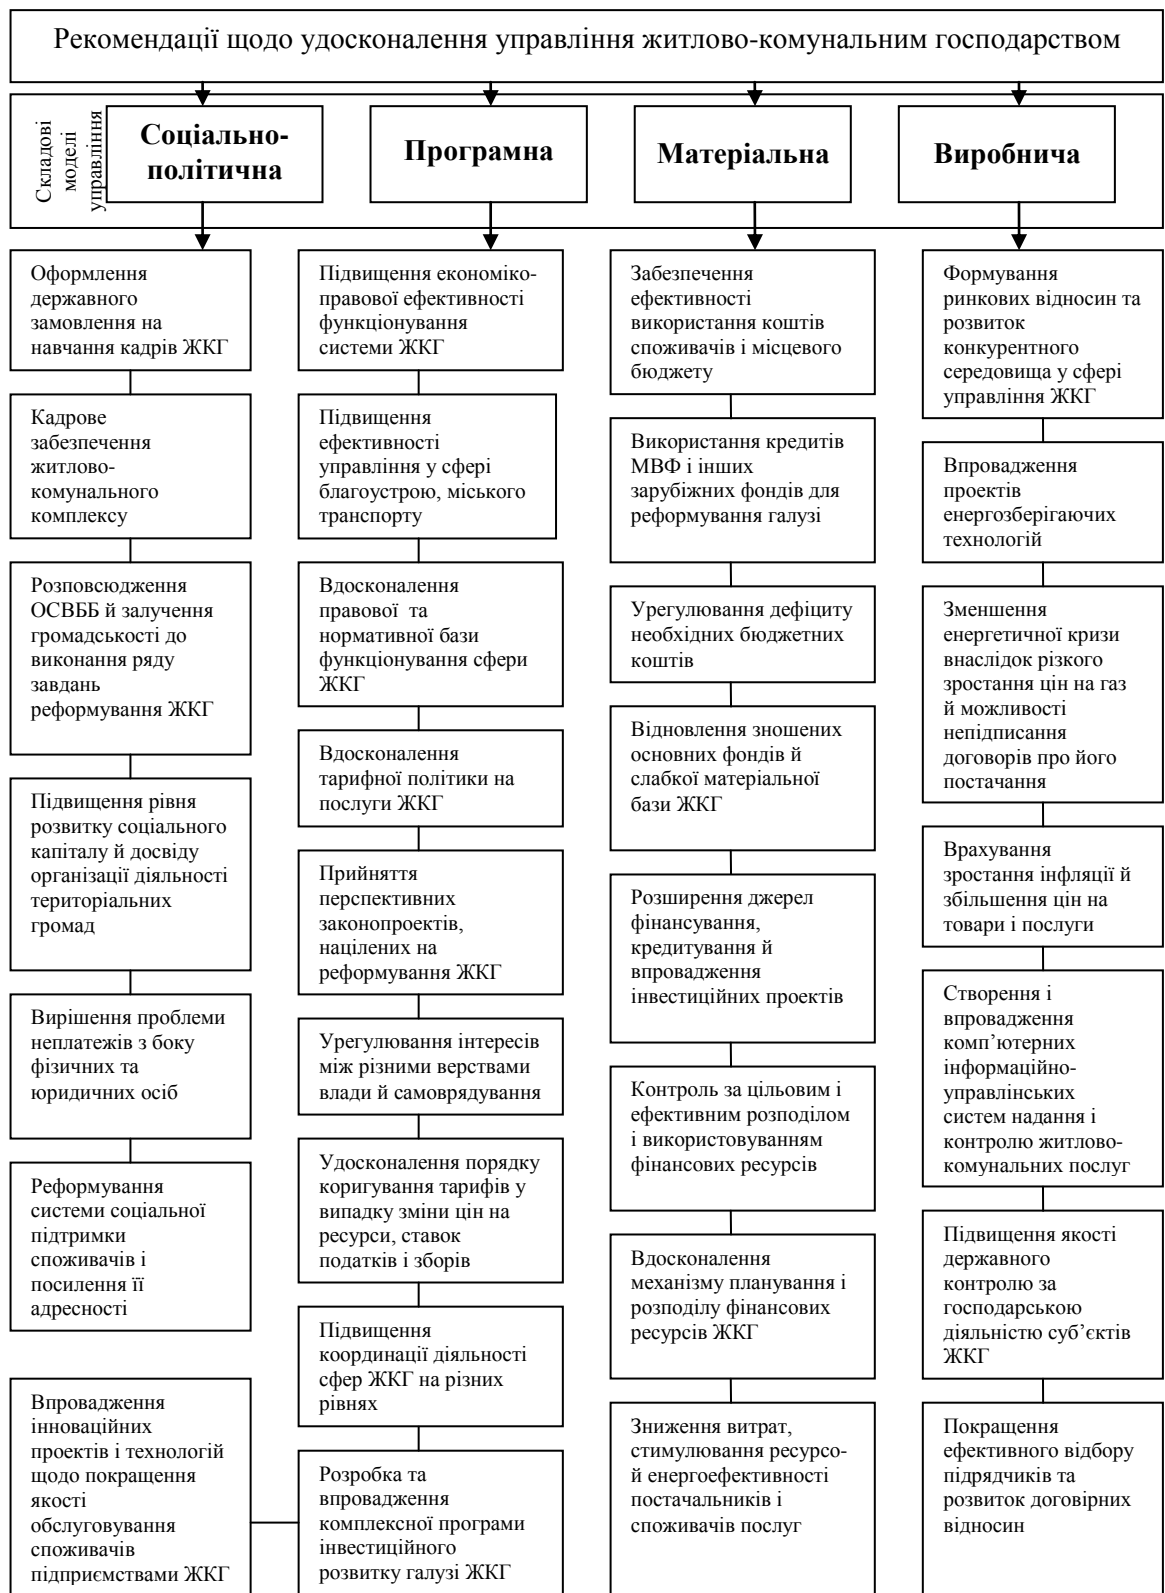 Рекомендації щодо удосконалення управління житлово-комунальним господарством
Складові
моделі
управління
Соціально-
політична
Програмна
Матеріальна
Виробнича
Оформлення
державного
замовлення на
навчання кадрів ЖКГ
Кадрове
забезпечення
житлово-
комунального
комплексу
Розповсюдження
ОСВББ й залучення
громадськості до
виконання ряду
завдань
реформування ЖКГ
Підвищення рівня
розвитку соціального
капіталу й досвіду
організації діяльності
територіальних
громад
Вирішення проблеми
неплатежів з боку
фізичних та
юридичних осіб
Реформування
системи соціальної
підтримки
споживачів і
посилення її
адресності
Впровадження
інноваційних
проектів і технологій
щодо покращення
якості
обслуговування
споживачів
підприємствами ЖКГ
Підвищення економіко-
правової ефективності
функціонування
системи ЖКГ
Підвищення
ефективності
управління у сфері
благоустрою, міського
транспорту
Вдосконалення
правової та
нормативної бази
функціонування сфери
ЖКГ
Вдосконалення
тарифної політики на
послуги ЖКГ
Прийняття
перспективних
законопроектів,
націлених на
реформування ЖКГ
Урегулювання інтересів
між різними верствами
влади й самоврядування
Удосконалення порядку
коригування тарифів у
випадку зміни цін на
ресурси, ставок
податків і зборів
Підвищення
координації діяльності
сфер ЖКГ на різних
рівнях
Розробка та
впровадження
комплексної програми
інвестиційного
розвитку галузі ЖКГ
Забезпечення
ефективності
використання коштів
споживачів і місцевого
бюджету
Використання кредитів
МВФ і інших
зарубіжних фондів для
реформування галузі
Урегулювання дефіциту
необхідних бюджетних
коштів
Відновлення зношених
основних фондів й
слабкої матеріальної
бази ЖКГ
Розширення джерел
фінансування,
кредитування й
впровадження
інвестиційних проектів
Контроль за цільовим і
ефективним розподілом
і використовуванням
фінансових ресурсів
Вдосконалення
механізму планування і
розподілу фінансових
ресурсів ЖКГ
Зниження витрат,
стимулювання ресурсо-
й енергоефективності
постачальників і
споживачів послуг
Формування
ринкових відносин та
розвиток
конкурентного
середовища у сфері
управління ЖКГ
Впровадження
проектів
енергозберігаючих
технологій
Зменшення
енергетичної кризи
внаслідок різкого
зростання цін на газ
й можливості
непідписання
договорів про його
постачання
Врахування
зростання інфляції й
збільшення цін на
товари і послуги
Створення і
впровадження
комп’ютерних
інформаційно-
управлінських
систем надання і
контролю житлово-
комунальних послуг
Підвищення якості
державного
контролю за
господарською
діяльністю суб’єктів
ЖКГ
Покращення
ефективного відбору
підрядчиків та
розвиток договірних
відносин